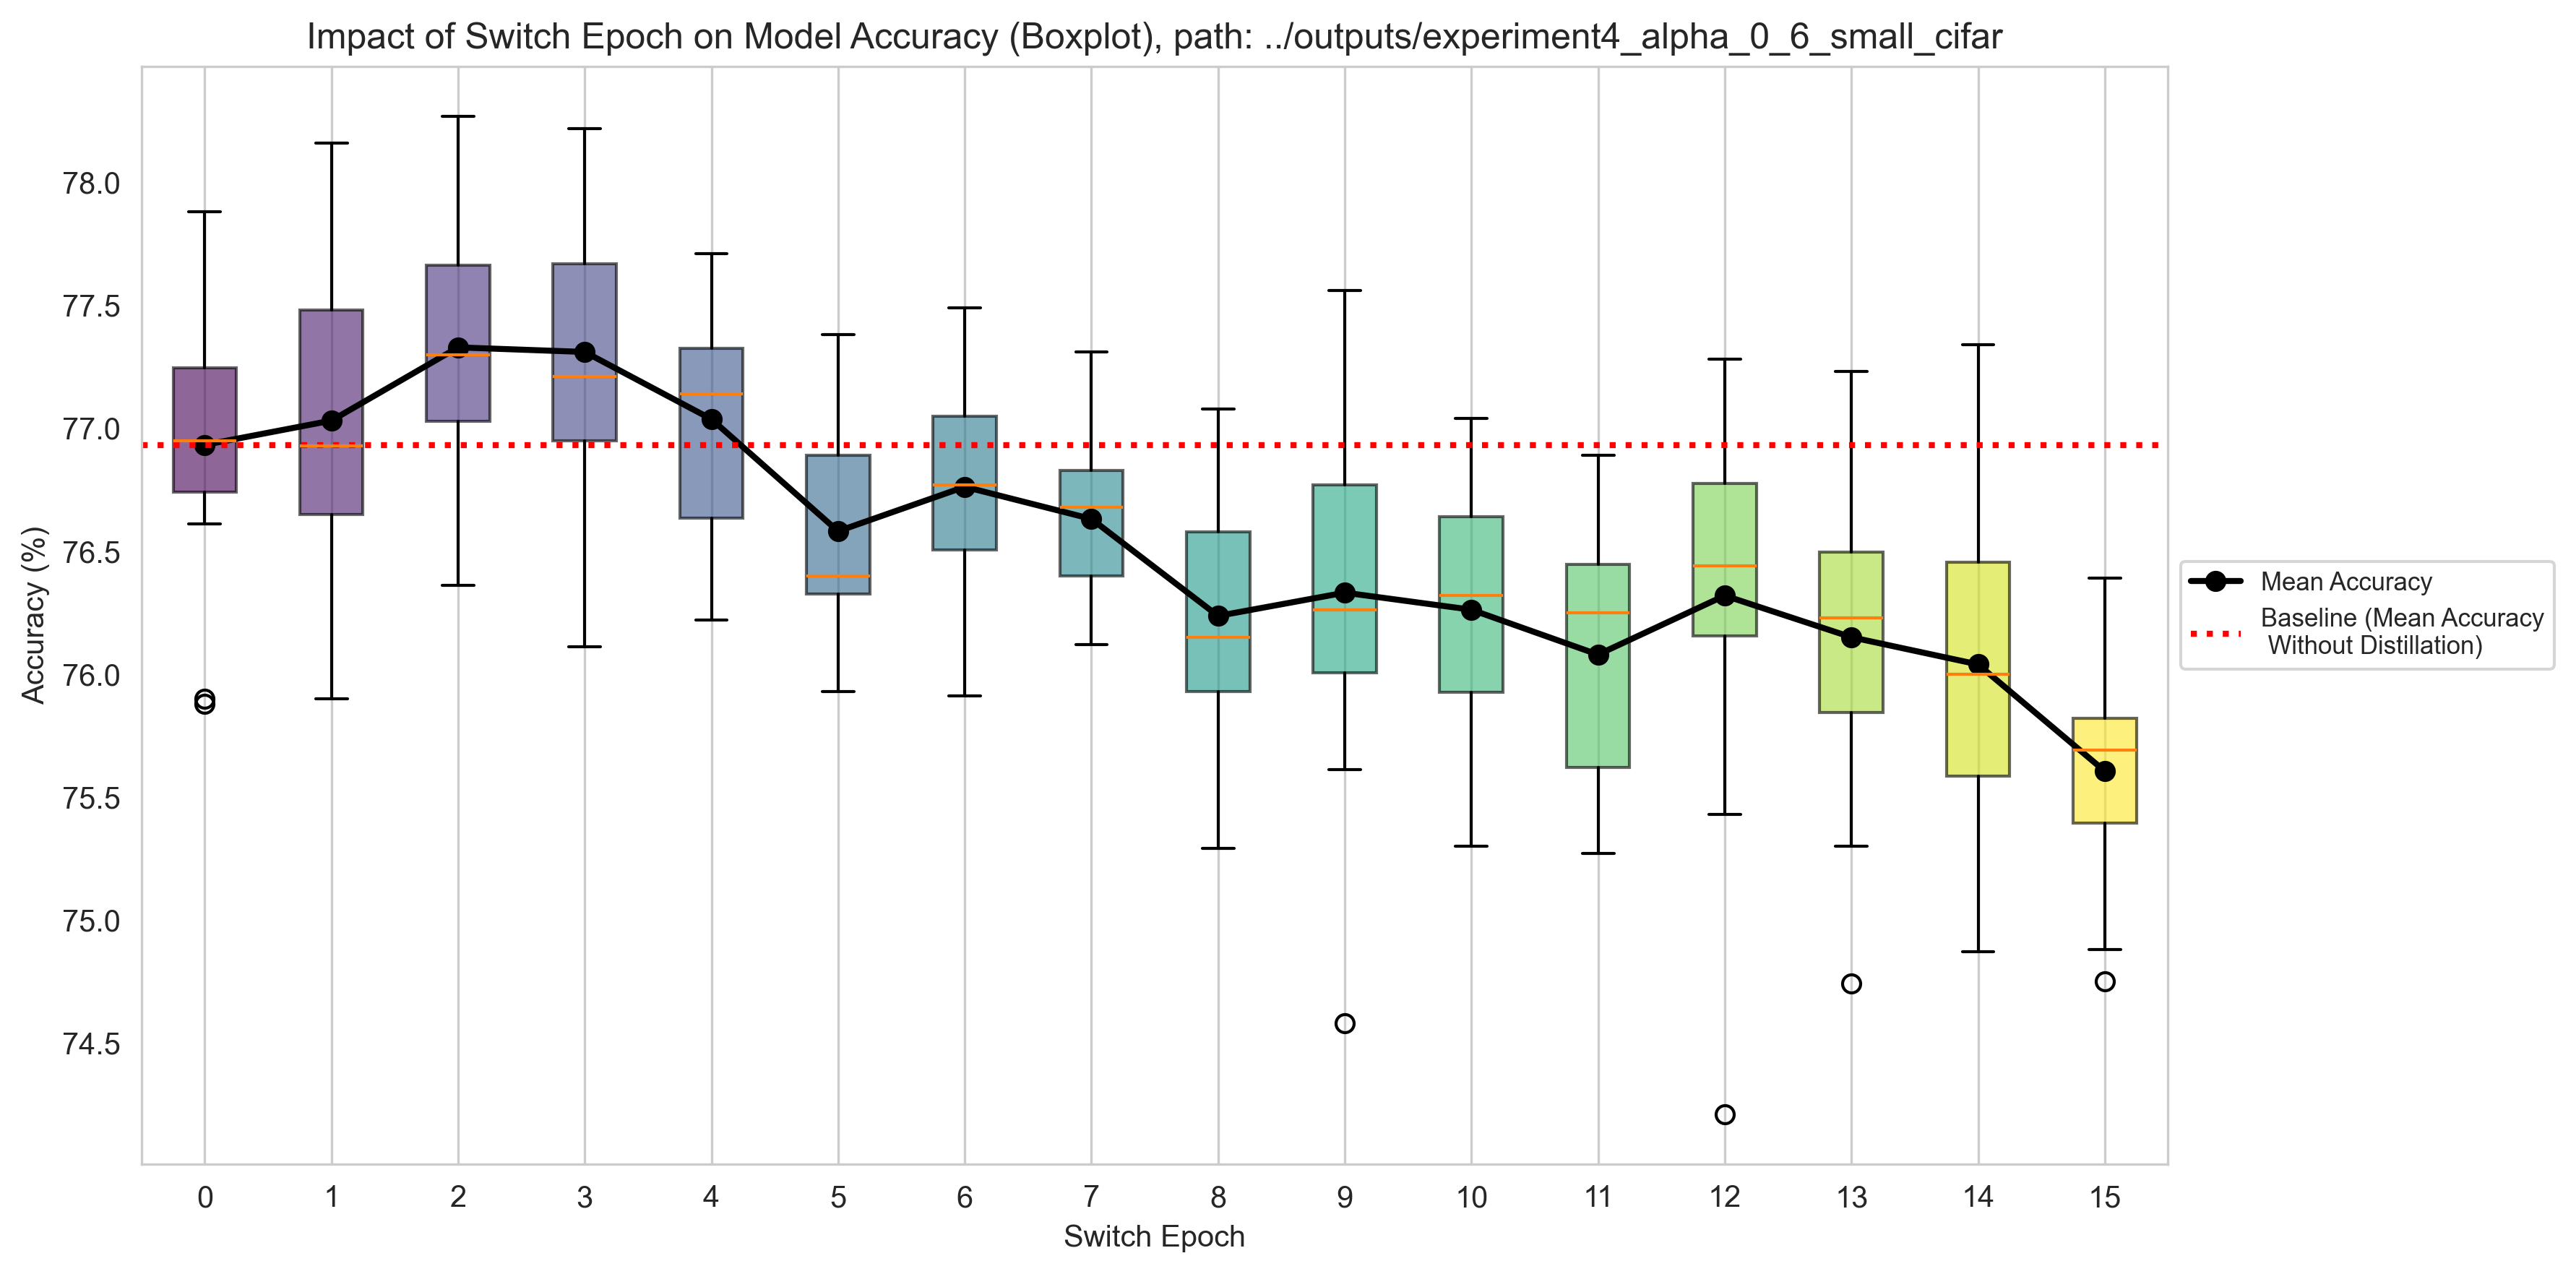 Impact of Switch Epoch on Model Accuracy (Boxplot), path: ../outputs/experiment4_alpha_0_6_small_cifar
Accuracy (%)
78.0
77.5
77.0
76.5
76.0
75.5
75.0
74.5
0 1 2 3 4 5 6 7 8 9 10 11 12 13 14 15
Switch Epoch
Mean Accuracy
Baseline (Mean Accuracy
Without Distillation)